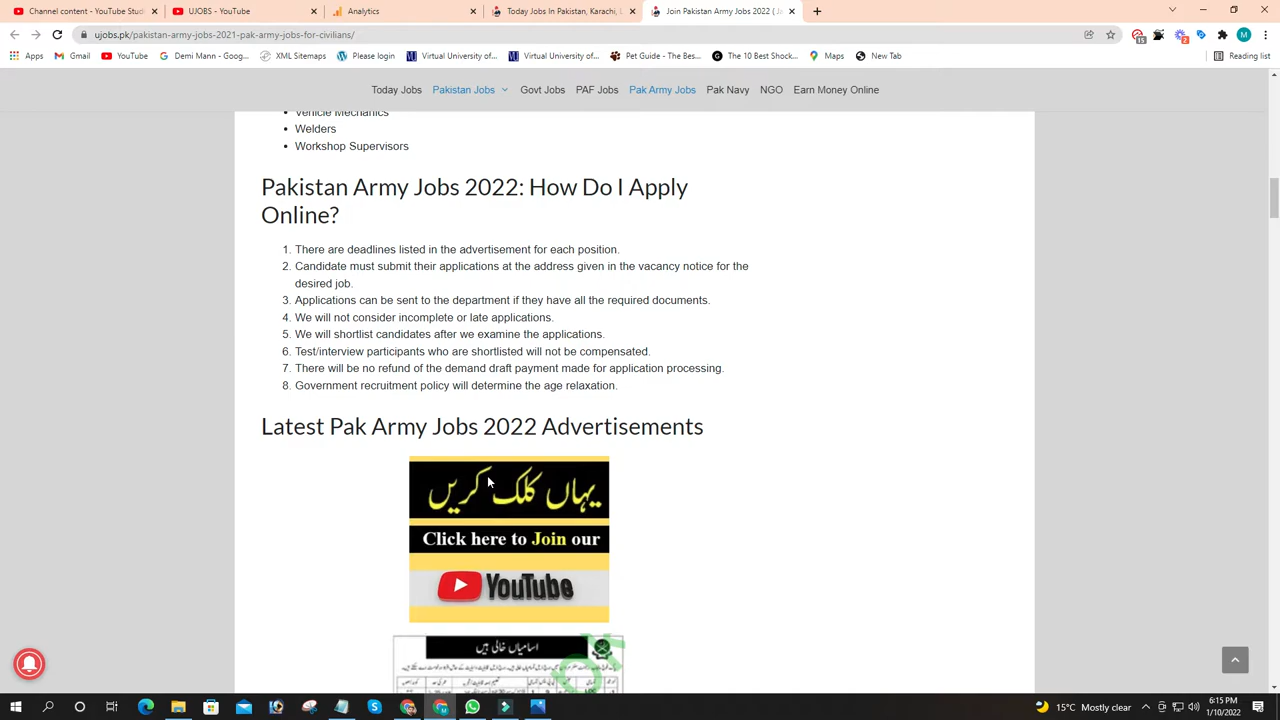 Channel content - YouTube Studi
UJOBS - YouTube
Analytics
Today Jobs In Pakistan, Karachi, L
Join Pakistan Army Jobs 2022 ( Ja
ujobs.pk/pakistan-army-jobs-2021-pak-army-jobs-for-civilians/
15
2
M
Apps
Gmail
YouTube
Demi Mann - Goog...
XML Sitemaps
Please login
Virtual University of...
Virtual University of...
Pet Guide - The Bes...
The 10 Best Shock...
Maps
New Tab
Reading list
Today Jobs
Pakistan Jobs
Govt Jobs
PAF Jobs
Pak Army Jobs
Pak Navy
NGO
Earn Money Online
Vehicle Mechanics
Welders
Workshop Supervisors
Pakistan Army Jobs 2022: How Do I Apply
Online?
1. There are deadlines listed in the advertisement for each position.
2. Candidate must submit their applications at the address given in the vacancy notice for the
desired job.
3. Applications can be sent to the department if they have all the required documents.
4. We will not consider incomplete or late applications.
5. We will shortlist candidates after we examine the applications.
6. Test/interview participants who are shortlisted will not be compensated.
7. There will be no refund of the demand draft payment made for application processing.
8. Government recruitment policy will determine the age relaxation.
Latest Pak Army Jobs 2022 Advertisements
یہاں کلک کریں
Click here to Join our
YouTube
اسامیاں خالی ہیں
15°C Mostly clear
6:15 PM
1/10/2022